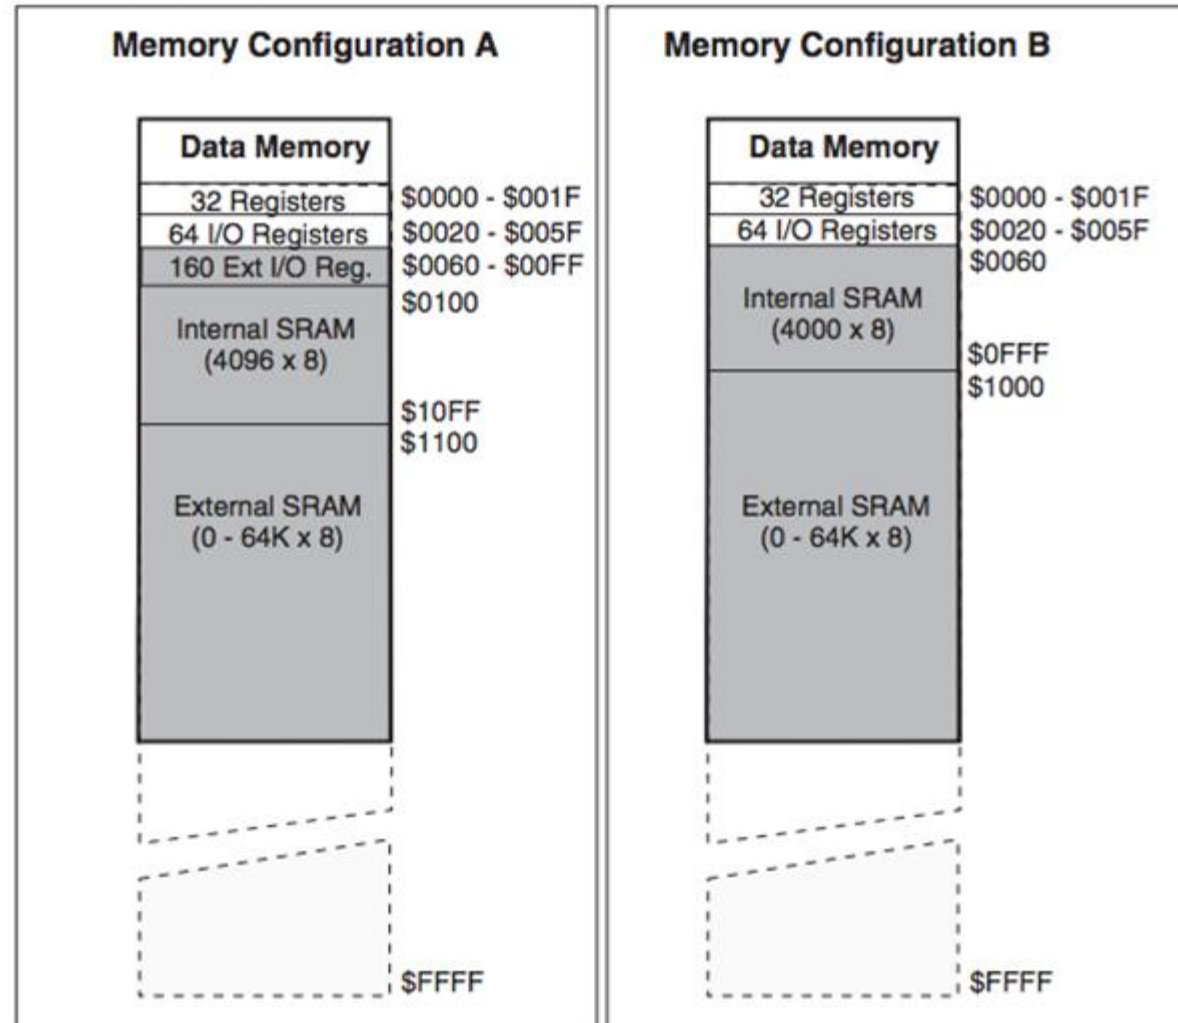 Memory Configuration A
Data Memory
32 Registers
$0000 - $001F
64 I/O Registers
$0020 - $005F
160 Ext I/O Reg.
$0060 - $00FF
$0100
Internal SRAM
(4096 x 8)
$10FF
$1100
External SRAM
(0 - 64K x 8)
$FFFF
Memory Configuration B
Data Memory
32 Registers
$0000 - $001F
64 I/O Registers
$0020 - $005F
$0060
Internal SRAM
(4000 x 8)
$0FFF
$1000
External SRAM
(0 - 64K x 8)
$FFFF